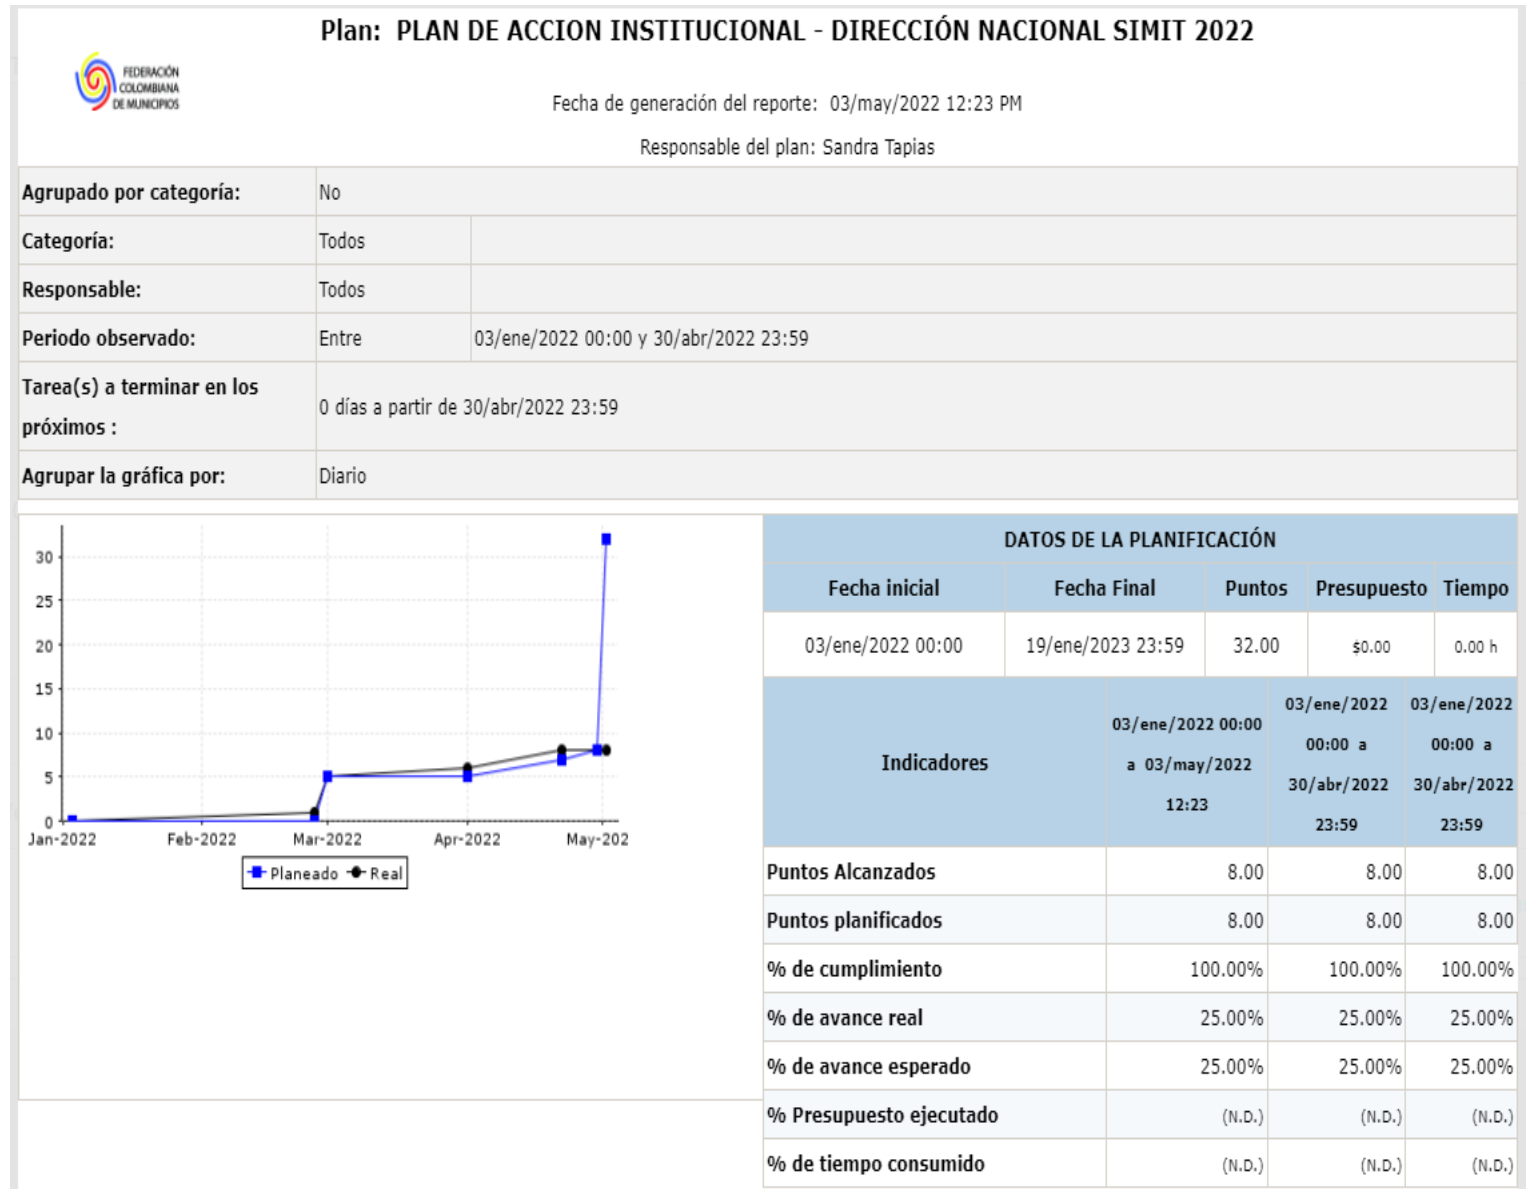 Plan: PLAN DE ACCION INSTITUCIONAL - DIRECCIÓN NACIONAL SIMIT 2022
FEDERACIÓN
COLOMBIANA
DE MUNICIPIOS
Fecha de generación del reporte: 03/may/2022 12:23 PM
Responsable del plan: Sandra Tapias
Agrupado por categoría: No
Categoría: Todos
Responsable: Todos
Periodo observado: Entre 03/ene/2022 00:00 y 30/abr/2022 23:59
Tarea(s) a terminar en los
próximos :
0 días a partir de 30/abr/2022 23:59
Agrupar la gráfica por: Diario
30
25
20
15
10
5
0
Jan-2022 Feb-2022 Mar-2022 Apr-2022 May-202
Planeado Real
DATOS DE LA PLANIFICACIÓN
Fecha inicial Fecha Final Puntos Presupuesto Tiempo
03/ene/2022 00:00 19/ene/2023 23:59 32.00 $0.00 0.00 h
Indicadores
03/ene/2022 00:00
a 03/may/2022
12:23
03/ene/2022
00:00 a
30/abr/2022
23:59
03/ene/2022
00:00 a
30/abr/2022
23:59
Puntos Alcanzados 8.00 8.00 8.00
Puntos planificados 8.00 8.00 8.00
% de cumplimiento 100.00% 100.00% 100.00%
% de avance real 25.00% 25.00% 25.00%
% de avance esperado 25.00% 25.00% 25.00%
% Presupuesto ejecutado (N.D.) (N.D.) (N.D.)
% de tiempo consumido (N.D.) (N.D.) (N.D.)